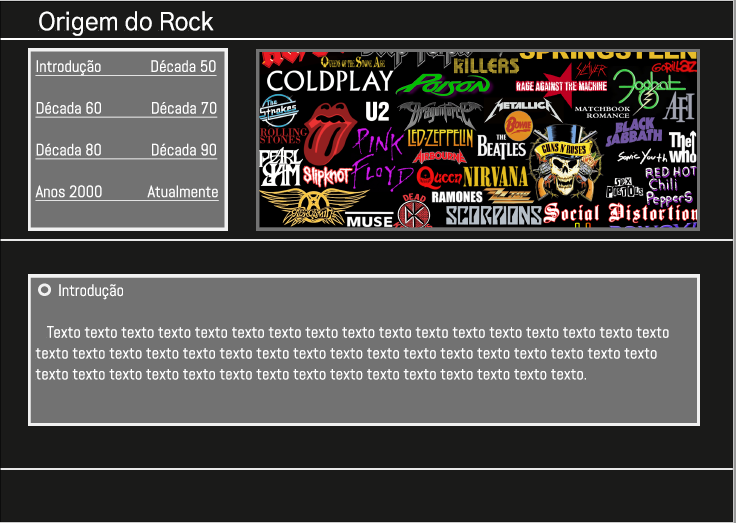 Origem do Rock
Introdução Década 50
Década 60 Década 70
Década 80 Década 90
Anos 2000 Atualmente
QUEENS OF THE STONE AGE
KILLERS
SPRINGSTEEN
COLDPLAY
POISON
SLAYER
GORILLAZ
RAGE AGAINST THE MACHINE
Foghat
The Strokes
U2
DragonForce
METALLICA
MATCHBOOK ROMANCE
AFI
ROLLING STONES
PINK FLOYD
LED-ZEPPELIN
BOWIE
THE BEATLES
GUNS N' ROSES
BLACK SABBATH
The WHO
PEARL JAM
SlipKnoT
AIRBOURNE
Sonic Youth
Queen
NIRVANA
RED HOT Chili Peppers
SEX PISTOLS
AEROSMITH
MUSE
DEAD
RAMONES
ZZ TOP
SCORPIONS
Social Distortion
Introdução
Texto texto texto texto texto texto texto texto texto texto texto texto texto texto texto texto texto
texto texto texto texto texto texto texto texto texto texto texto texto texto texto texto texto texto
texto texto texto texto texto texto texto texto texto texto texto texto texto texto texto.